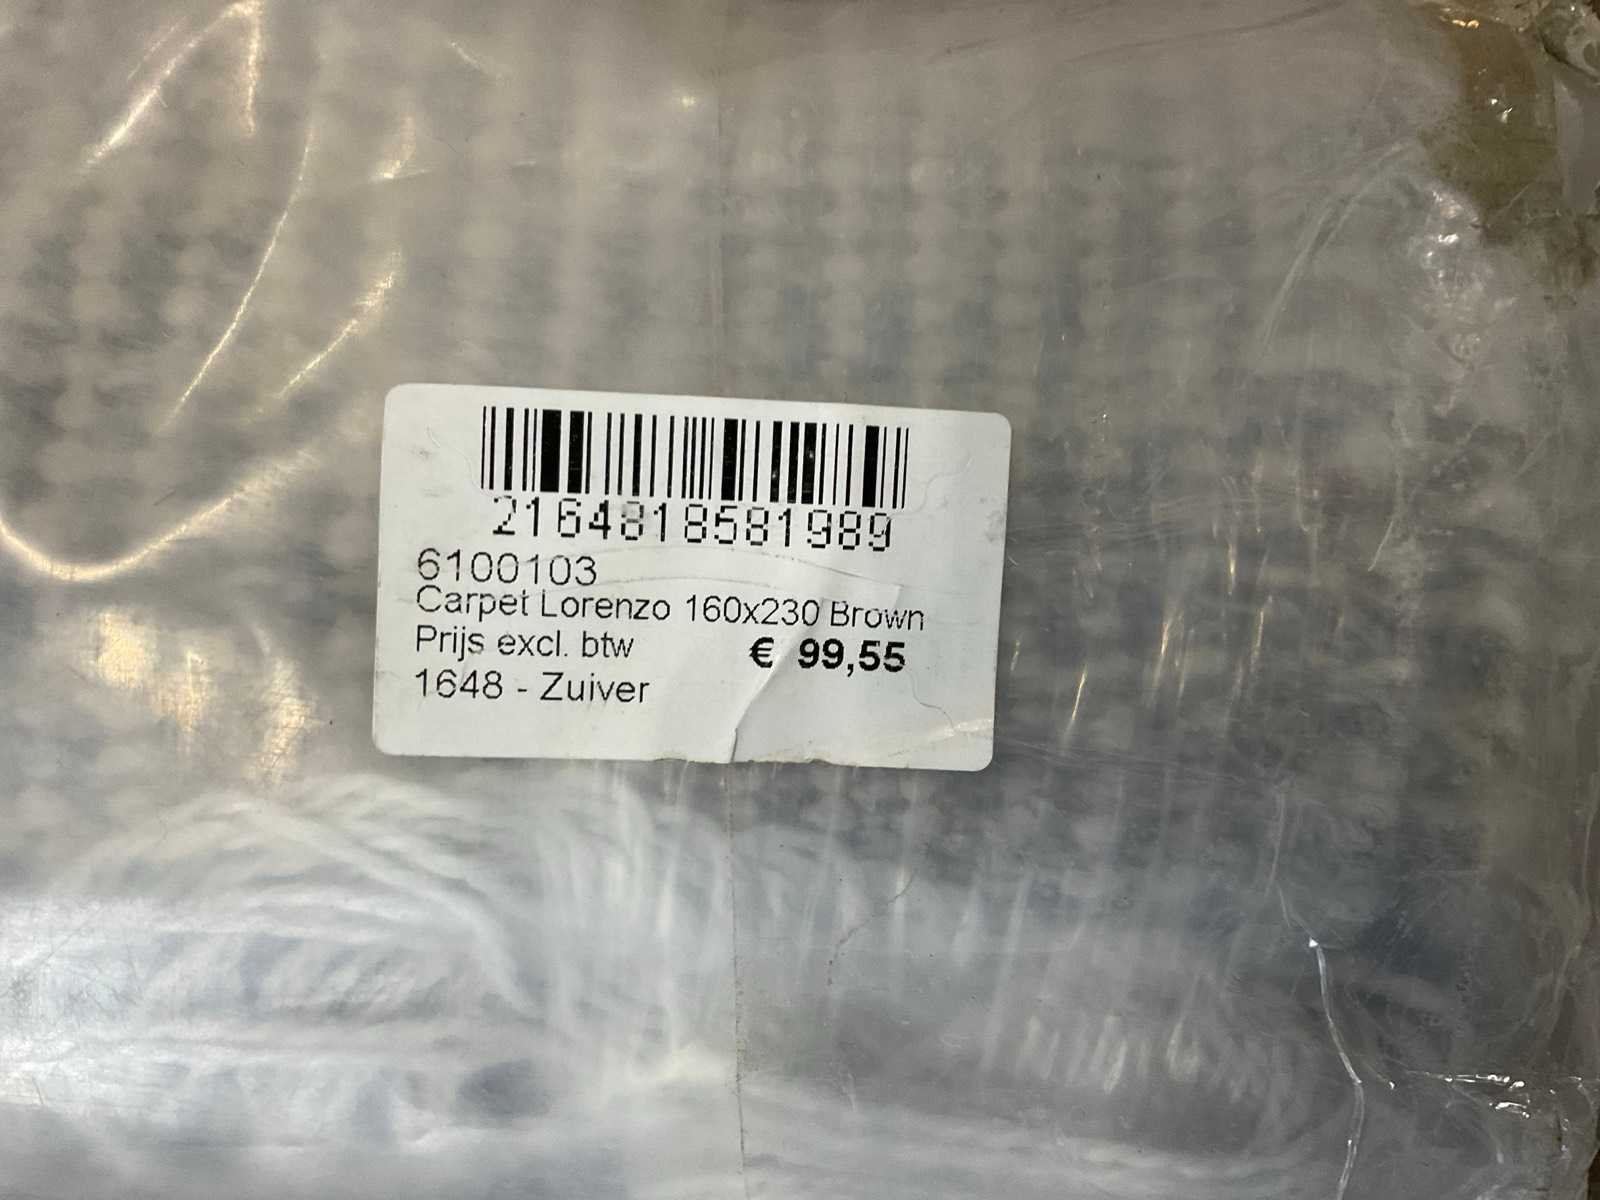 2164818581989
6100103
Carpet Lorenzo 160x230 Brown
Prijs excl. btw € 99,55
1648 - Zuiver